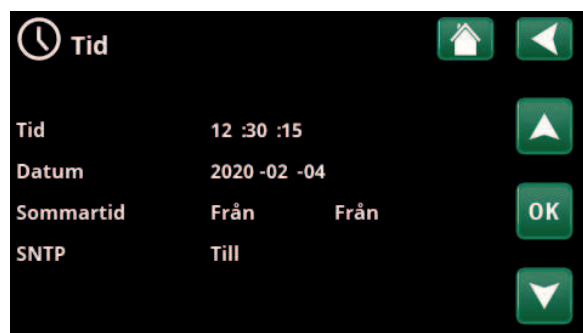 Tid
Tid 12 :30 :15
Datum 2020 -02 -04
Sommartid Från Från
OK
SNTP Till